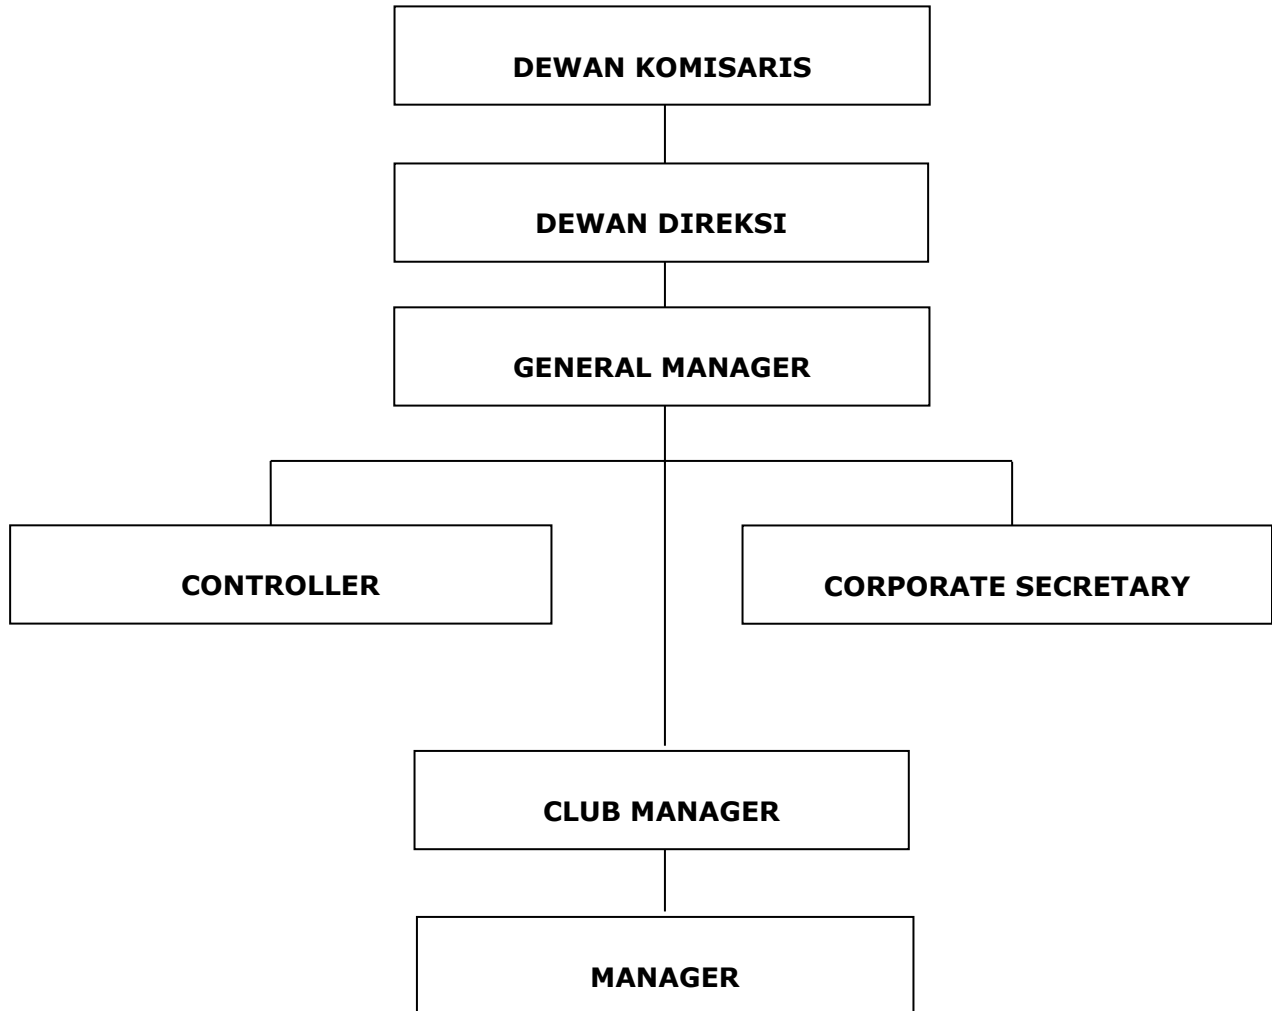 DEWAN KOMISARIS
DEWAN DIREKSI
GENERAL MANAGER
CONTROLLER
CORPORATE SECRETARY
CLUB MANAGER
MANAGER